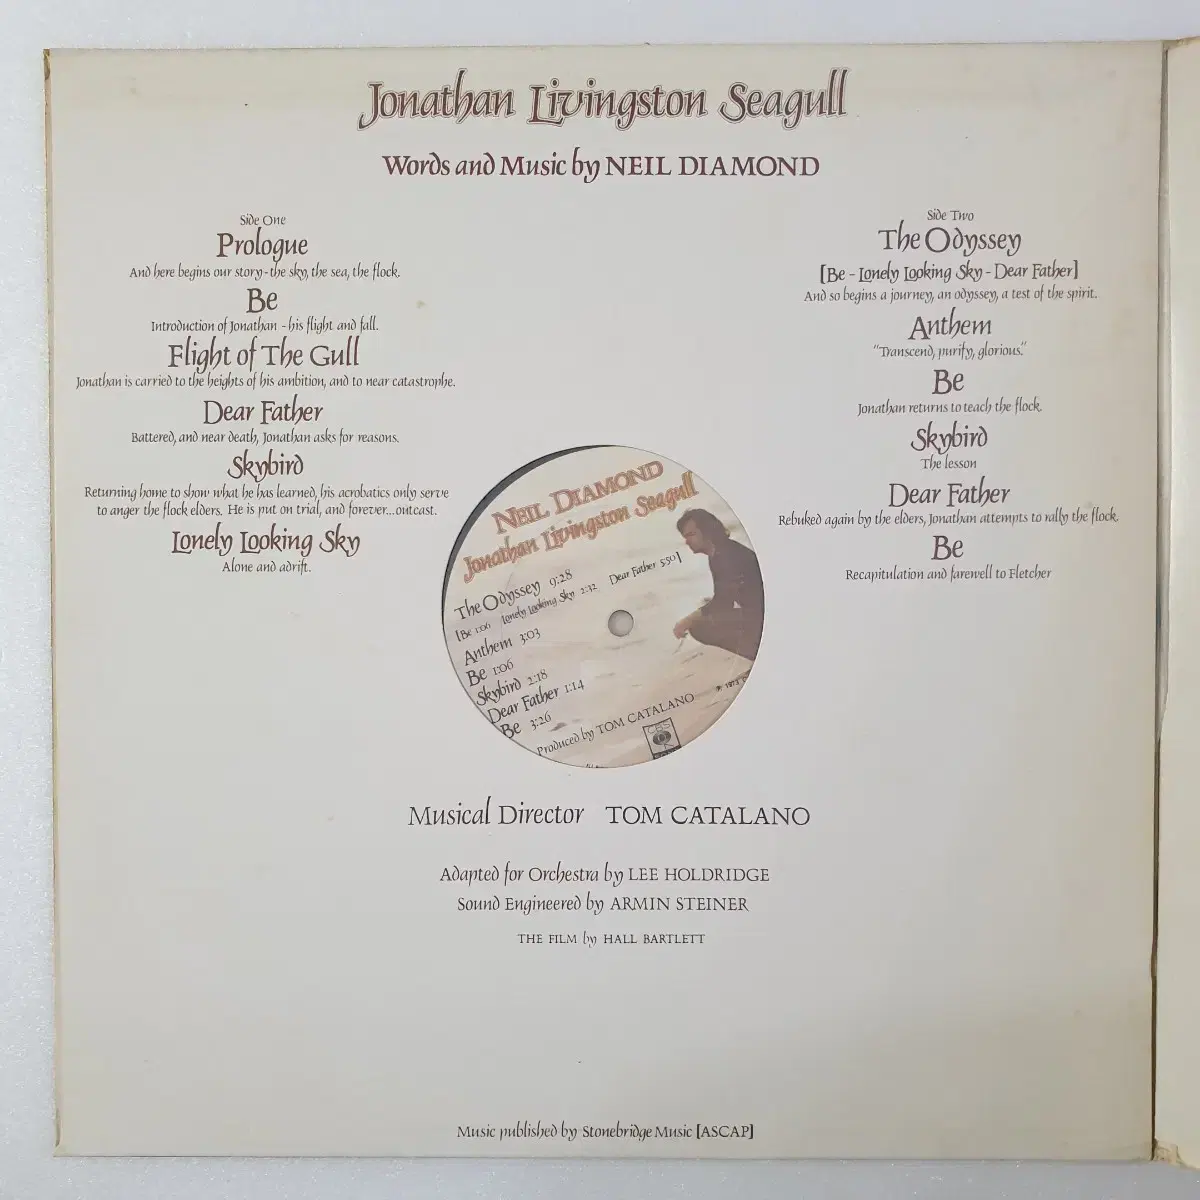 Jonathan Livingston Seagull
Words and Music by NEIL DIAMOND
Side One
Prologue
And here begins our story - the sky, the sea, the flock.
Be
Introduction of Jonathan - his flight and fall.
Flight of The Gull
Jonathan is carried to the heights of his ambition, and to near catastrophe.
Dear Father
Battered, and near death, Jonathan asks for reasons.
Skybird
Returning home to show what he has learned, his acrobatics only serve
to anger the flock elders. He is put on trial, and forever...outcast.
Lonely Looking Sky
Alone and adrift.
Side Two
The Odyssey
[Be - Lonely Looking Sky - Dear Father]
And so begins a journey, an odyssey, a test of the spirit.
Anthem
"Transcend, purify, glorious."
Be
Jonathan returns to teach the flock.
Skybird
The lesson
Dear Father
Rebuked again by the elders, Jonathan attempts to rally the flock.
Be
Recapitulation and farewell to Fletcher
NEIL DIAMOND
Jonathan Livingston Seagull
The Odyssey 9:28
[Be 1:06 Lonely Looking Sky 2:32 Dear Father 5:50]
Anthem 3:03
Be 1:06
Skybird 2:18
Dear Father 1:14
Be 3:26
Produced by TOM CATALANO
CBS
Musical Director TOM CATALANO
Adapted for Orchestra by LEE HOLDRIDGE
Sound Engineered by ARMIN STEINER
THE FILM by HALL BARTLETT
Music published by Stonebridge Music [ASCAP]